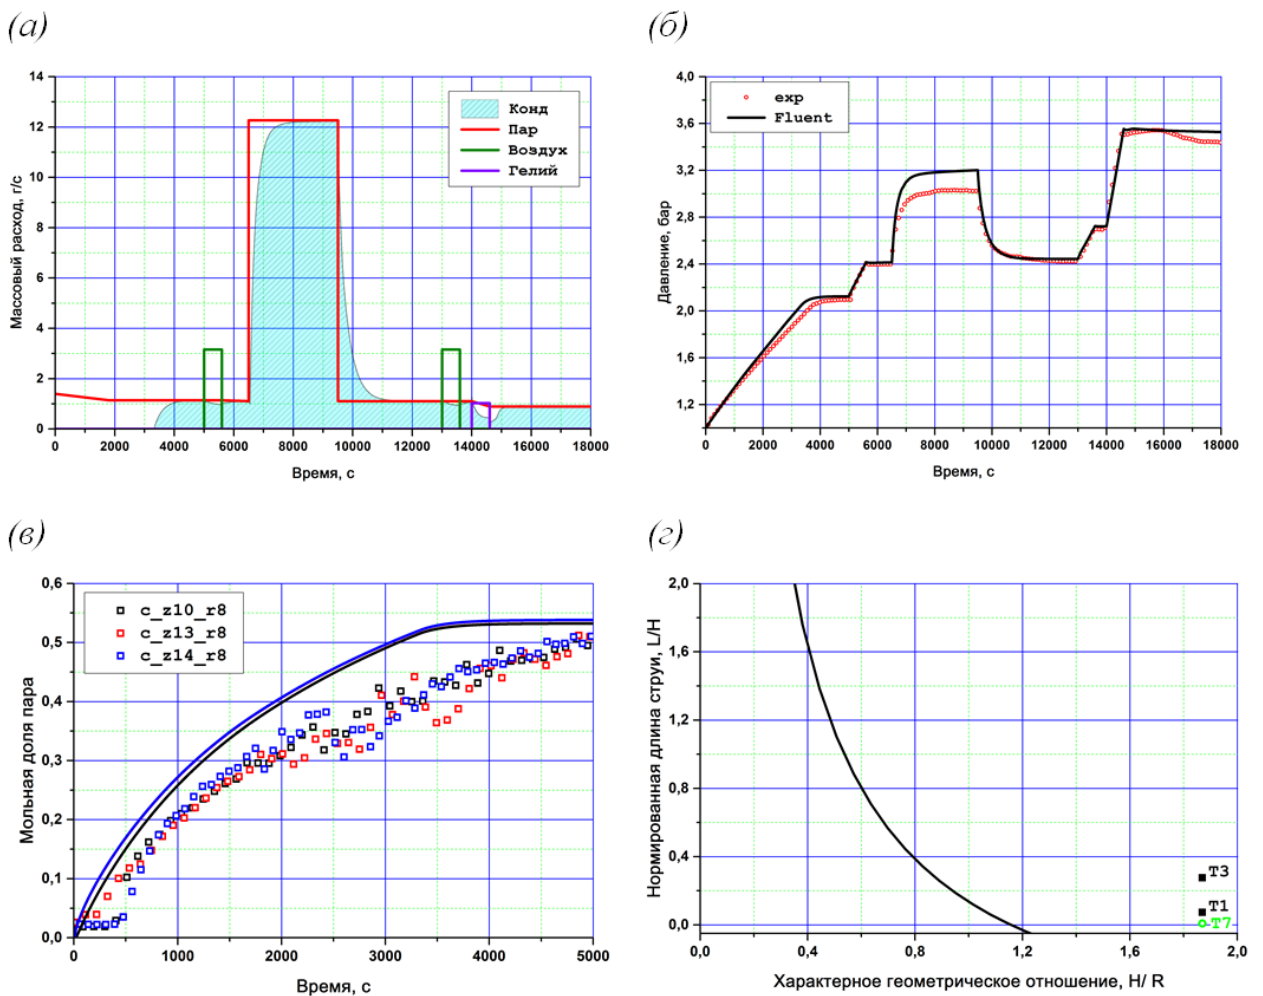 (а)
14
12
10
8
6
4
2
0
Массовый расход, г/с
Конд
Пар
Воздух
Гелий
0 2000 4000 6000 8000 10000 12000 14000 16000 18000
Время, с
(б)
4,0
3,6
3,2
2,8
2,4
2,0
1,6
1,2
Давление, бар
exp
Fluent
0 2000 4000 6000 8000 10000 12000 14000 16000 18000
Время, с
(в)
0,6
0,5
0,4
0,3
0,2
0,1
0,0
Мольная доля пара
c_z10_r8
c_z13_r8
c_z14_r8
0 1000 2000 3000 4000 5000
Время, с
(г)
2,0
1,6
1,2
0,8
0,4
0,0
Нормированная длина струи, L/H
T3
T1
T7
0,0 0,4 0,8 1,2 1,6 2,0
Характерное геометрическое отношение, H/ R